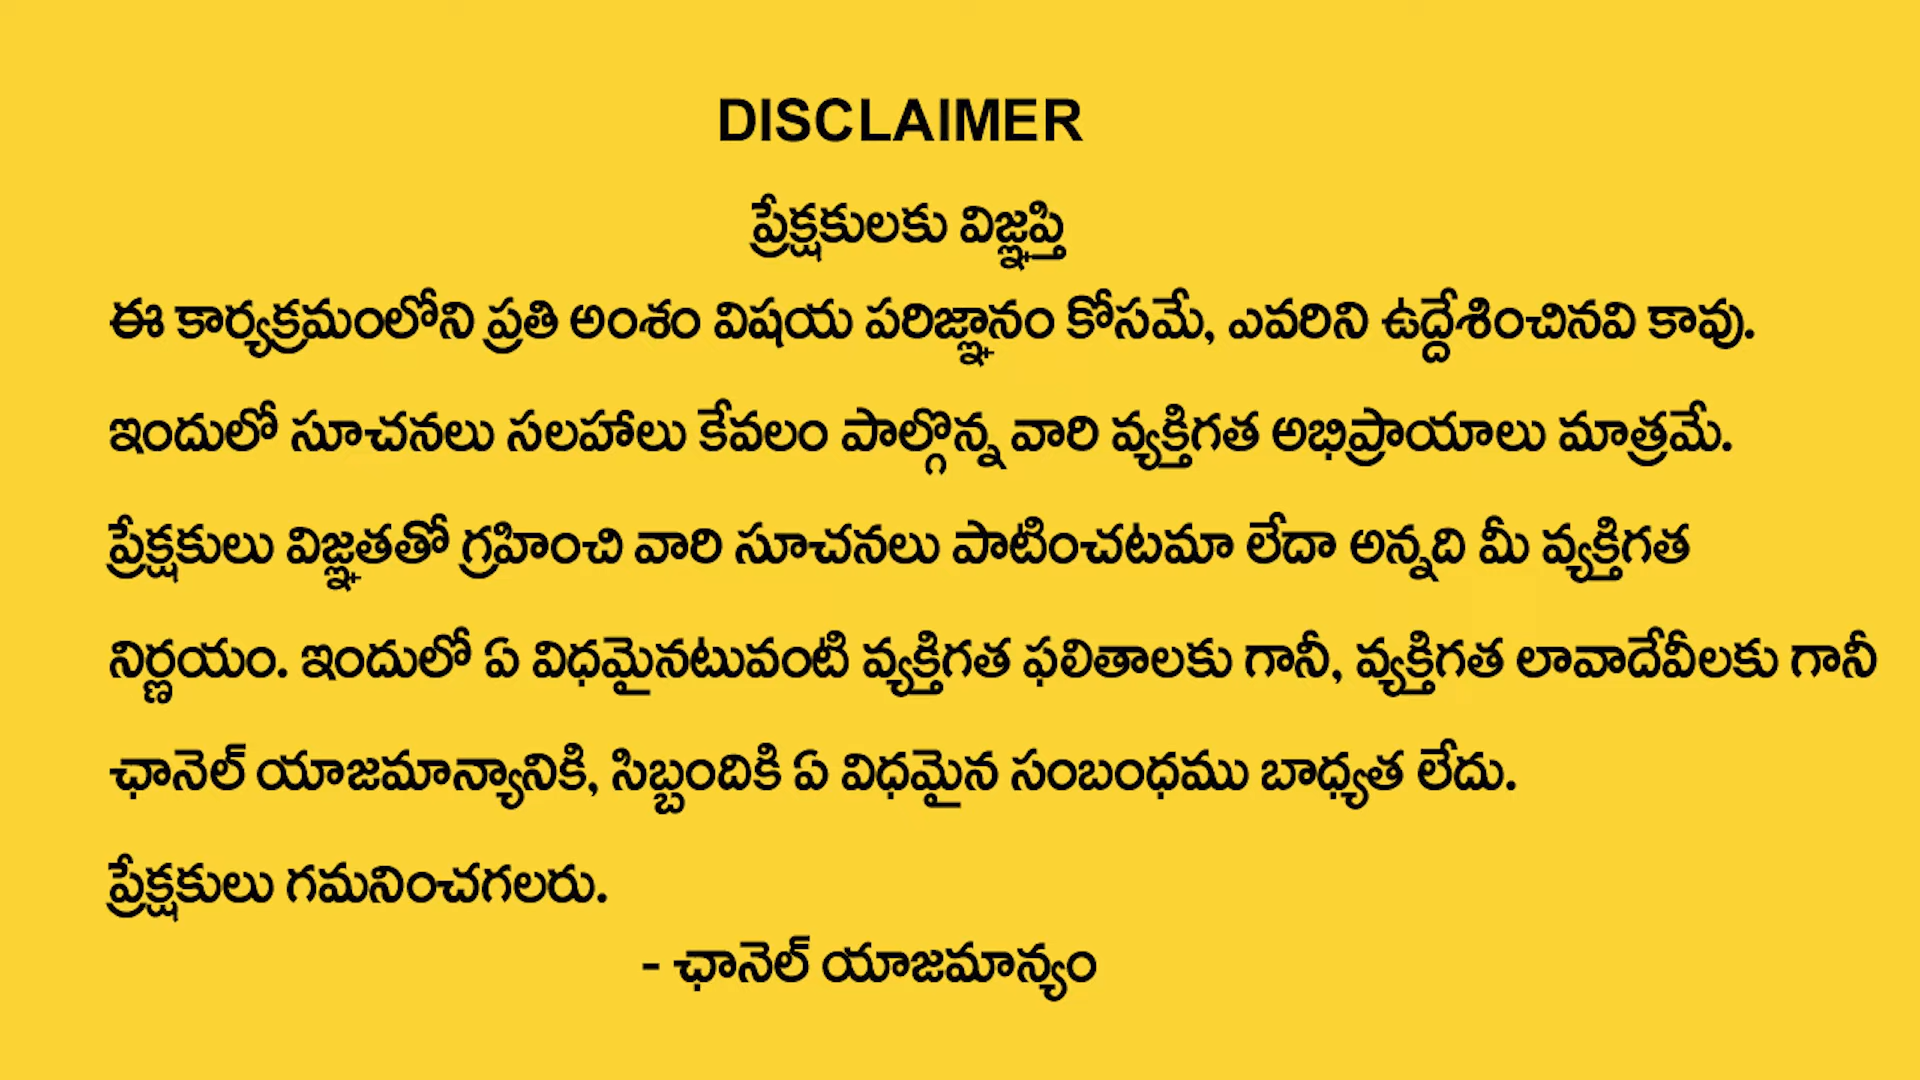 DISCLAIMER
ప్రేక్షకులకు విజ్ఞప్తి
ఈ కార్యక్రమంలోని ప్రతి అంశం విషయ పరిజ్ఞానం కోసమే, ఎవరిని ఉద్దేశించినవి కావు.
ఇందులో సూచనలు సలహాలు కేవలం పాల్గొన్న వారి వ్యక్తిగత అభిప్రాయాలు మాత్రమే.
ప్రేక్షకులు విజ్ఞతతో గ్రహించి వారి సూచనలు పాటించటమా లేదా అన్నది మీ వ్యక్తిగత
నిర్ణయం. ఇందులో ఏ విధమైనటువంటి వ్యక్తిగత ఫలితాలకు గానీ, వ్యక్తిగత లావాదేవీలకు గానీ
ఛానెల్ యాజమాన్యానికి, సిబ్బందికి ఏ విధమైన సంబంధము బాధ్యత లేదు.
ప్రేక్షకులు గమనించగలరు.
- ఛానెల్ యాజమాన్యం